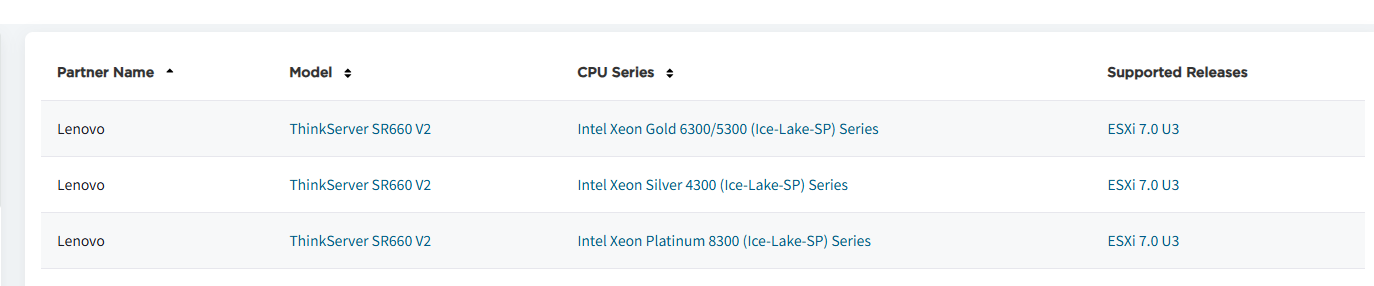 Partner Name Model CPU Series Supported Releases
Lenovo ThinkServer SR660 V2 Intel Xeon Gold 6300/5300 (Ice-Lake-SP) Series ESXi 7.0 U3
Lenovo ThinkServer SR660 V2 Intel Xeon Silver 4300 (Ice-Lake-SP) Series ESXi 7.0 U3
Lenovo ThinkServer SR660 V2 Intel Xeon Platinum 8300 (Ice-Lake-SP) Series ESXi 7.0 U3